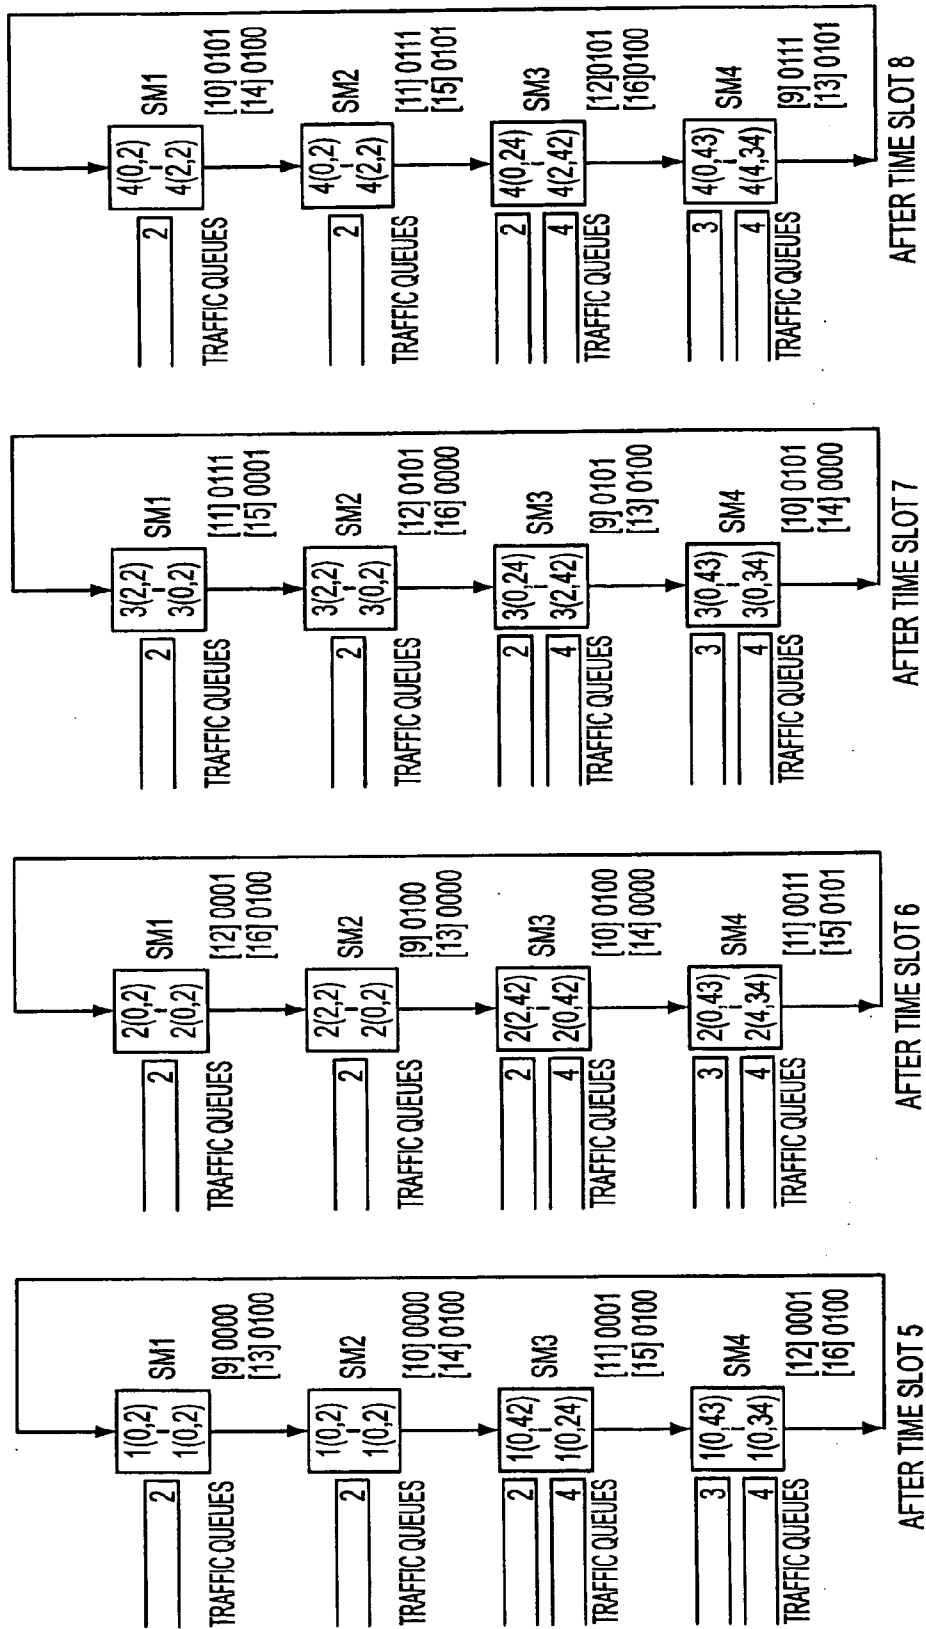 1(0,2)
1(0,2)
2
SM1
TRAFFIC QUEUES
[9] 0000
[13] 0100
1(0,2)
1(0,2)
2
SM2
TRAFFIC QUEUES
[10] 0000
[14] 0100
1(0,42)
1(0,24)
2
4
SM3
TRAFFIC QUEUES
[11] 0001
[15] 0100
1(0,43)
1(0,34)
3
4
SM4
TRAFFIC QUEUES
[12] 0001
[16] 0100
AFTER TIME SLOT 5
2(0,2)
2(0,2)
2
SM1
TRAFFIC QUEUES
[12] 0001
[16] 0100
2(2,2)
2(0,2)
2
SM2
TRAFFIC QUEUES
[9] 0100
[13] 0000
2(2,42)
2(0,42)
2
4
SM3
TRAFFIC QUEUES
[10] 0100
[14] 0000
2(0,43)
2(4,34)
3
4
SM4
TRAFFIC QUEUES
[11] 0011
[15] 0101
AFTER TIME SLOT 6
3(2,2)
3(0,2)
2
SM1
TRAFFIC QUEUES
[11] 0111
[15] 0001
3(2,2)
3(0,2)
2
SM2
TRAFFIC QUEUES
[12] 0101
[16] 0000
3(0,24)
3(2,42)
2
4
SM3
TRAFFIC QUEUES
[9] 0101
[13] 0100
3(0,43)
3(0,34)
3
4
SM4
TRAFFIC QUEUES
[10] 0101
[14] 0000
AFTER TIME SLOT 7
4(0,2)
4(2,2)
2
SM1
TRAFFIC QUEUES
[10] 0101
[14] 0100
4(0,2)
4(2,2)
2
SM2
TRAFFIC QUEUES
[11] 0111
[15] 0101
4(0,24)
4(2,42)
2
4
SM3
TRAFFIC QUEUES
[12]0101
[16]0100
4(0,43)
4(4,34)
3
4
SM4
TRAFFIC QUEUES
[9] 0111
[13] 0101
AFTER TIME SLOT 8